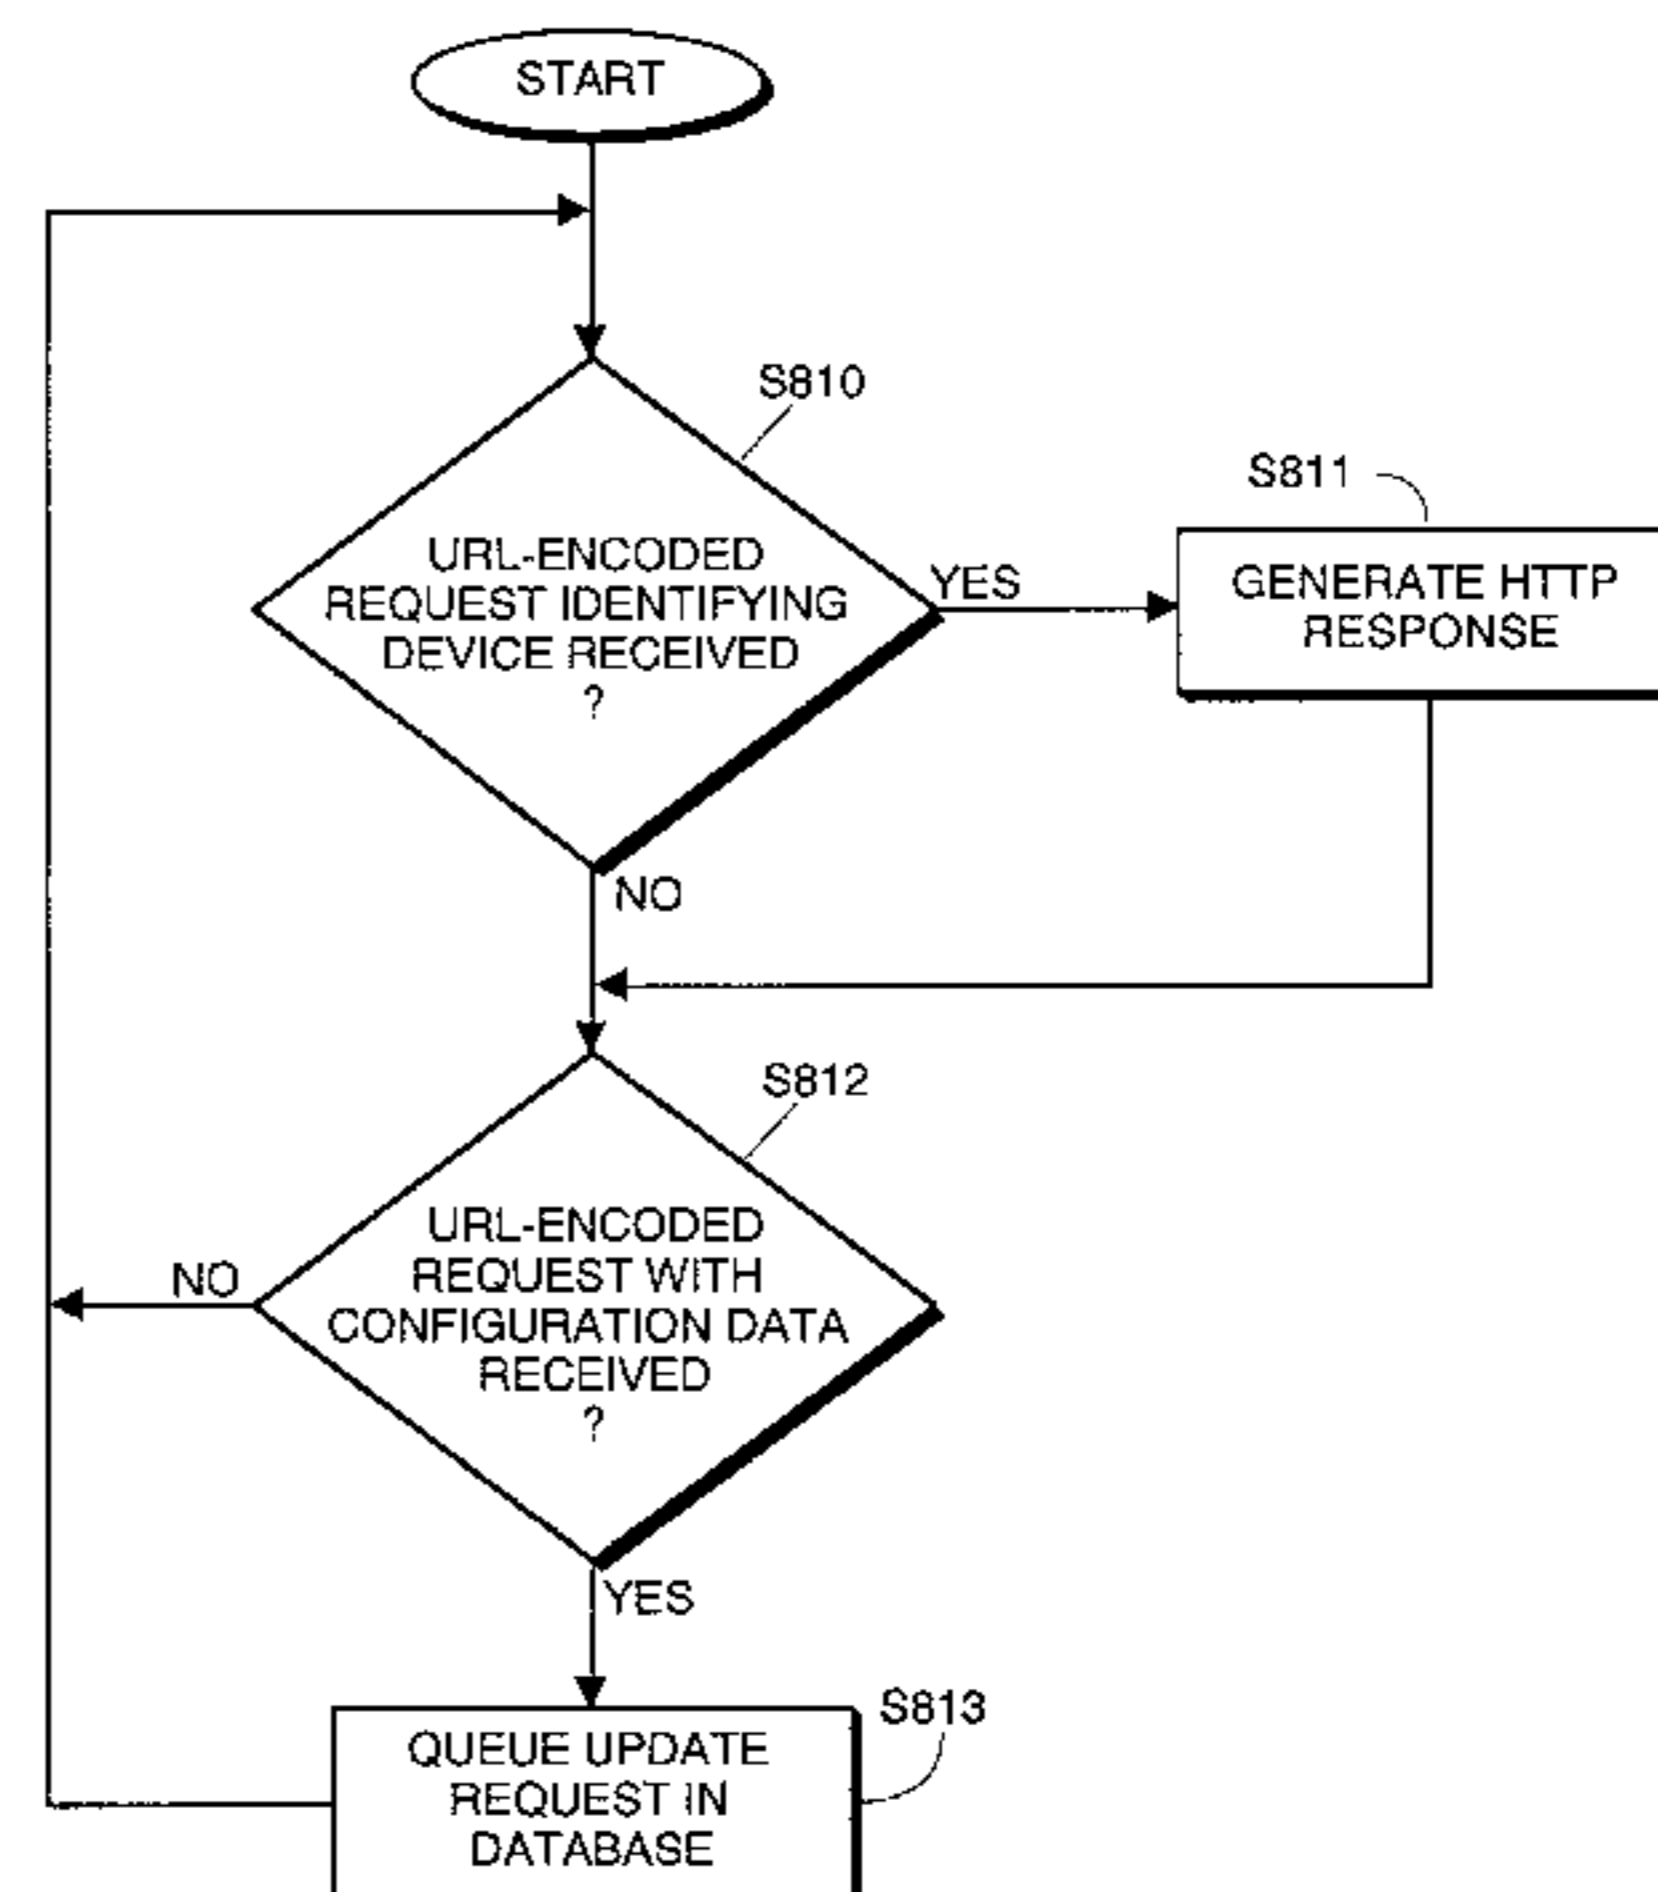 START
S810
URL-ENCODED
REQUEST IDENTIFYING
DEVICE RECEIVED
?
YES
S811
GENERATE HTTP
RESPONSE
NO
S812
URL-ENCODED
REQUEST WITH
CONFIGURATION DATA
RECEIVED
?
NO
YES
S813
QUEUE UPDATE
REQUEST IN
DATABASE